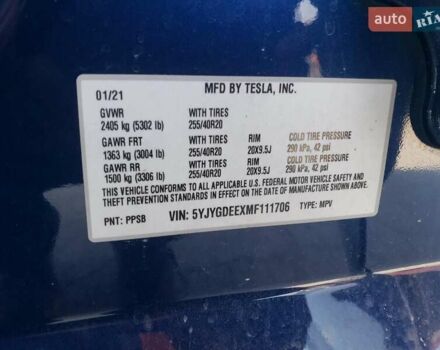 AUTO
RIA
MFD BY TESLA, INC.
01/21
GVWR WITH TIRES
2405 kg (5302 lb) 255/40R20
GAWR FRT WITH TIRES RIM COLD TIRE PRESSURE
1363 kg (3004 lb) 255/40R20 20X9.5J 290 kPa, 42 psi
GAWR RR WITH TIRES RIM COLD TIRE PRESSURE
1500 kg (3306 lb) 255/40R20 20X9.5J 290 kPa, 42 psi
THIS VEHICLE CONFORMS TO ALL APPLICABLE U.S. FEDERAL MOTOR VEHICLE SAFETY AND
THEFT PREVENTION STANDARDS IN EFFECT ON THE DATE OF MANUFACTURE SHOWN ABOVE.
PNT: PPSB VIN: 5YJYGDEEXMF111706 TYPE: MPV